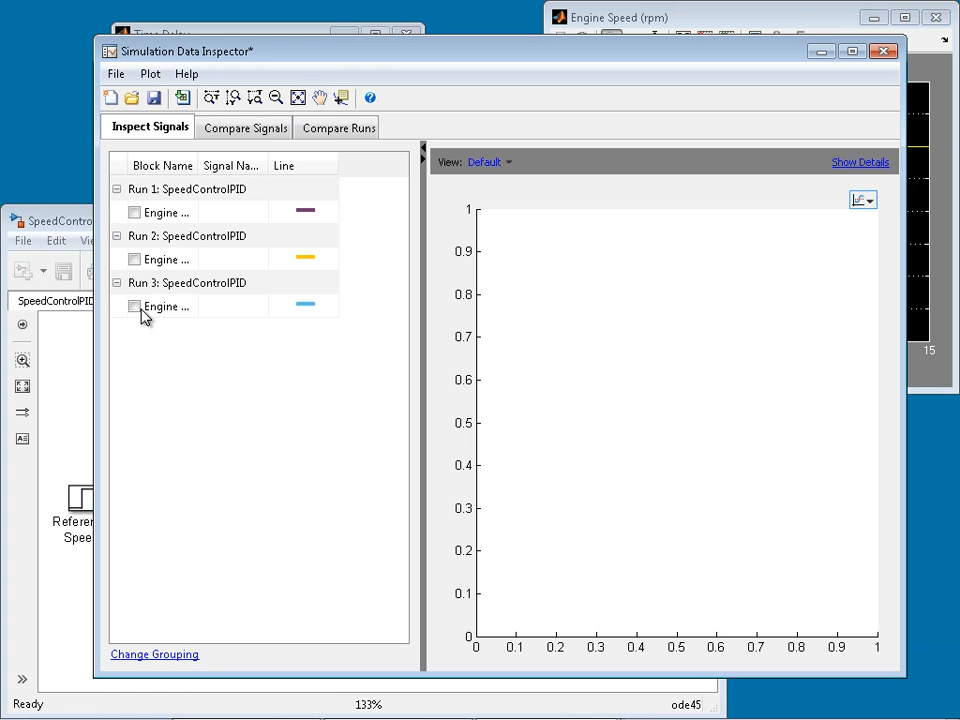 Engine Speed (rpm)
Simulation Data Inspector*
File Plot Help
Inspect Signals Compare Signals Compare Runs
Block Name Signal Na... Line
View: Default Show Details
Run 1: SpeedControlPID
Engine ...
Run 2: SpeedControlPID
Engine ...
Run 3: SpeedControlPID
Engine ...
Change Grouping
1
0.9
0.8
0.7
0.6
0.5
0.4
0.3
0.2
0.1
0
0 0.1 0.2 0.3 0.4 0.5 0.6 0.7 0.8 0.9 1
15
SpeedContro
File Edit Vi
SpeedControlPID
Referen
Spee
Ready 133% ode45